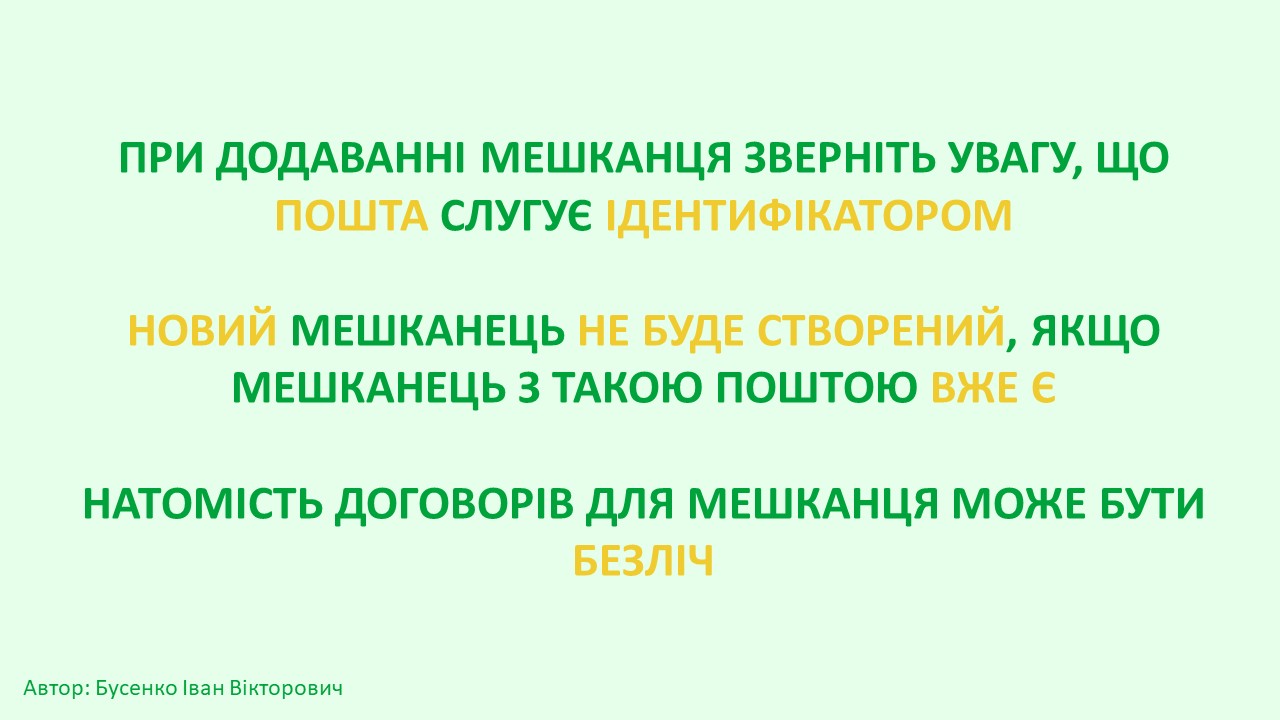 ПРИ ДОДАВАННІ МЕШКАНЦЯ ЗВЕРНІТЬ УВАГУ, ЩО
ПОШТА СЛУГУЄ ІДЕНТИФІКАТОРОМ
НОВИЙ МЕШКАНЕЦЬ НЕ БУДЕ СТВОРЕНИЙ, ЯКЩО
МЕШКАНЕЦЬ З ТАКОЮ ПОШТОЮ ВЖЕ Є
НАТОМІСТЬ ДОГОВОРІВ ДЛЯ МЕШКАНЦЯ МОЖЕ БУТИ
БЕЗЛІЧ
Автор: Бусенко Іван Вікторович